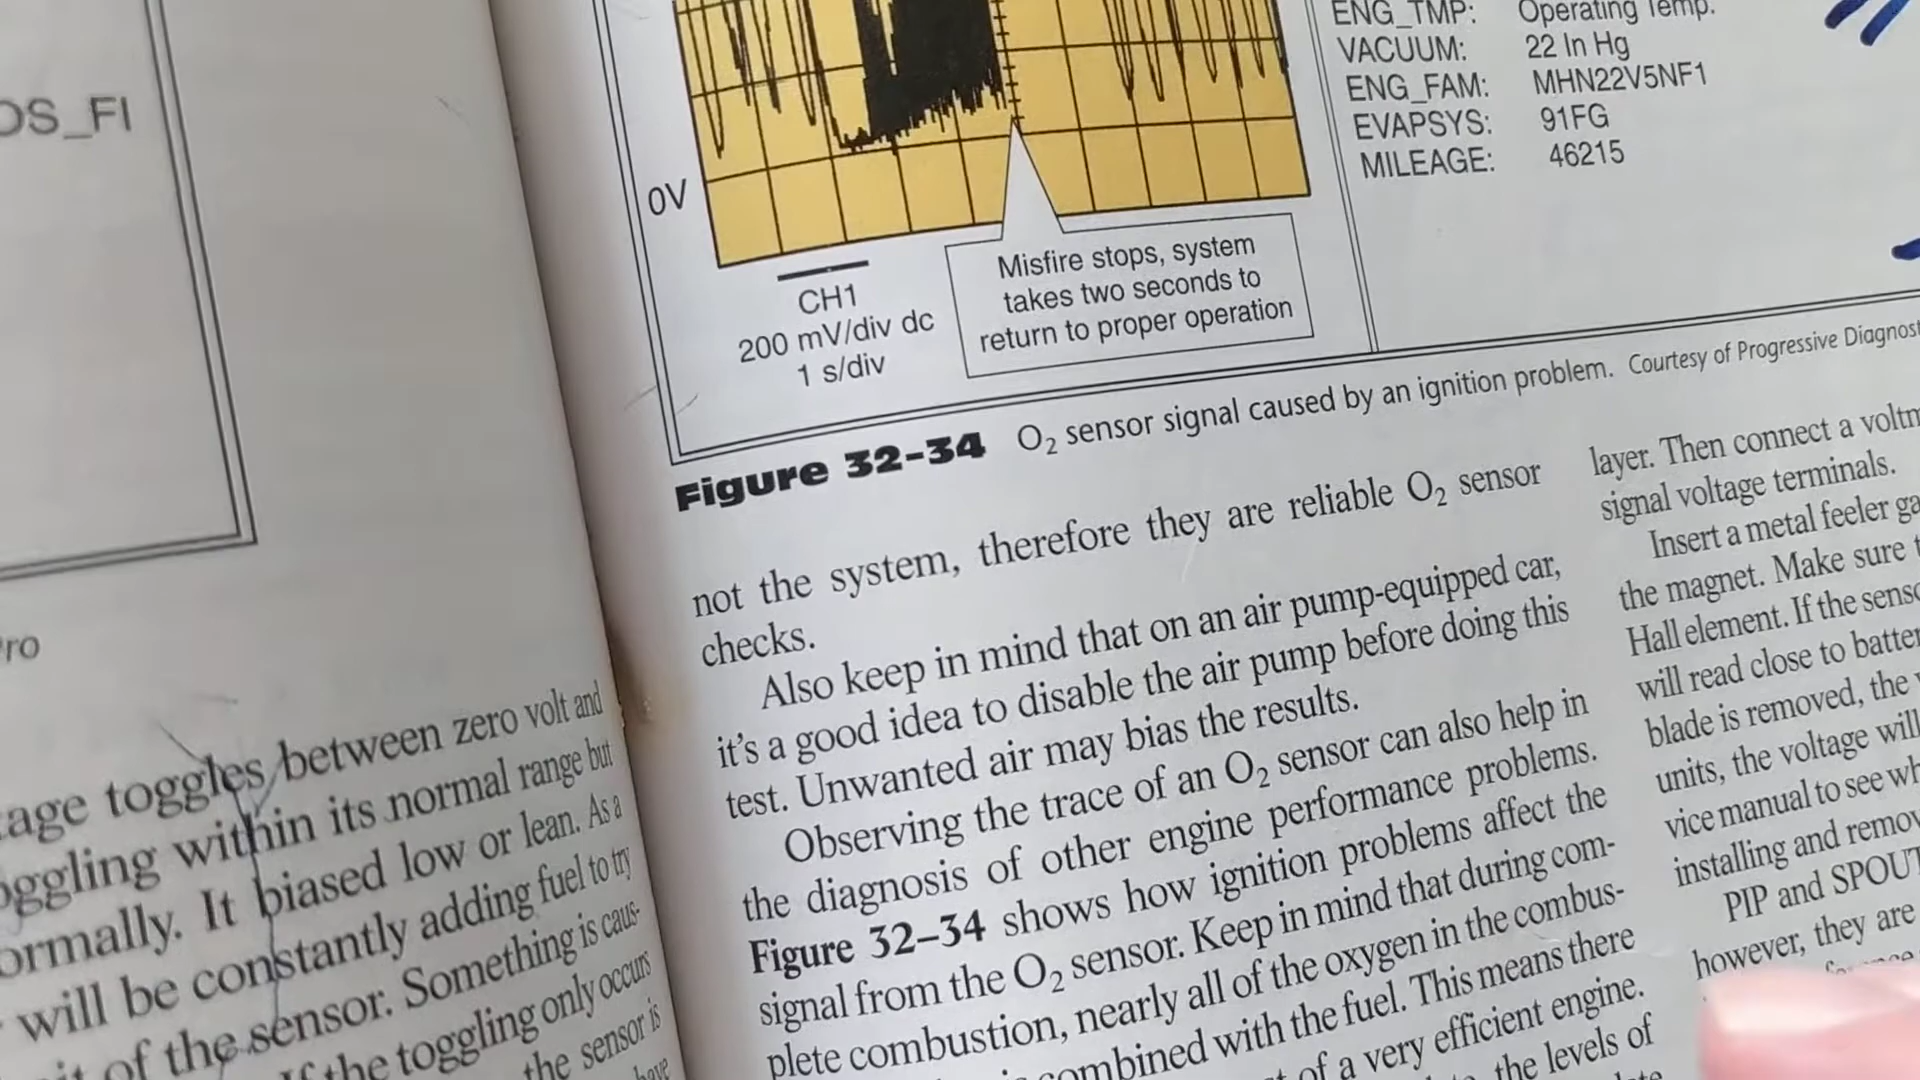 OS_FI
Pro
tage toggles between zero volt and
oggling within its normal range but
ormally. It biased low or lean. As a
will be constantly adding fuel to try
of the sensor. Something is caus-
If the toggling only occurs
the sensor is
have
0V
CH1
200 mV/div dc
1 s/div
Misfire stops, system
takes two seconds to
return to proper operation
ENG_TMP: Operating Temp.
VACUUM: 22 In Hg
ENG_FAM: MHN22V5NF1
EVAPSYS: 91FG
MILEAGE: 46215
Figure 32-34 O₂ sensor signal caused by an ignition problem. Courtesy of Progressive Diagnost
not the system, therefore they are reliable O₂ sensor
checks.
Also keep in mind that on an air pump-equipped car,
it's a good idea to disable the air pump before doing this
test. Unwanted air may bias the results.
Observing the trace of an O₂ sensor can also help in
the diagnosis of other engine performance problems.
Figure 32–34 shows how ignition problems affect the
signal from the O₂ sensor. Keep in mind that during com-
plete combustion, nearly all of the oxygen in the combus-
combined with the fuel. This means there
of a very efficient engine.
the levels of
layer. Then connect a voltm
signal voltage terminals.
Insert a metal feeler ga
the magnet. Make sure t
Hall element. If the senso
will read close to batter
blade is removed, the v
units, the voltage will
vice manual to see wh
installing and remov
PIP and SPOUT
however, they are